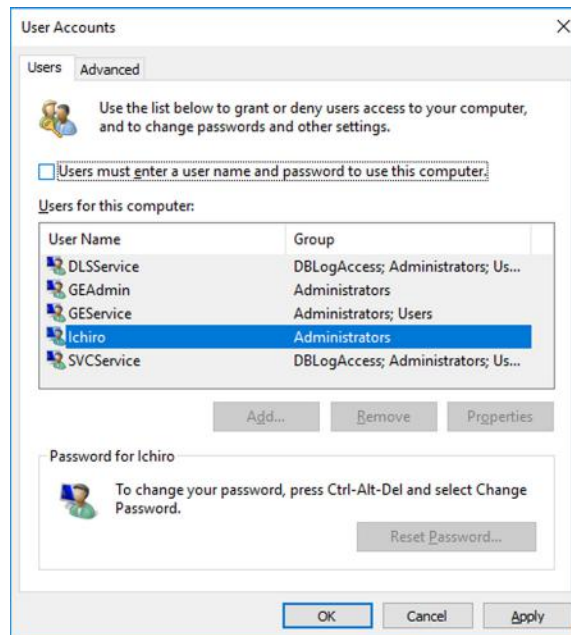 User Accounts
Users
Advanced
Use the list below to grant or deny users access to your computer,
and to change passwords and other settings.
Users must enter a user name and password to use this computer.
Users for this computer:
User Name Group
DLSService DBLogAccess; Administrators; Us...
GEAdmin Administrators
GEService Administrators; Users
Ichiro Administrators
SVCService DBLogAccess; Administrators; Us...
Add... Remove Properties
Password for Ichiro
To change your password, press Ctrl-Alt-Del and select Change
Password.
Reset Password...
OK Cancel Apply